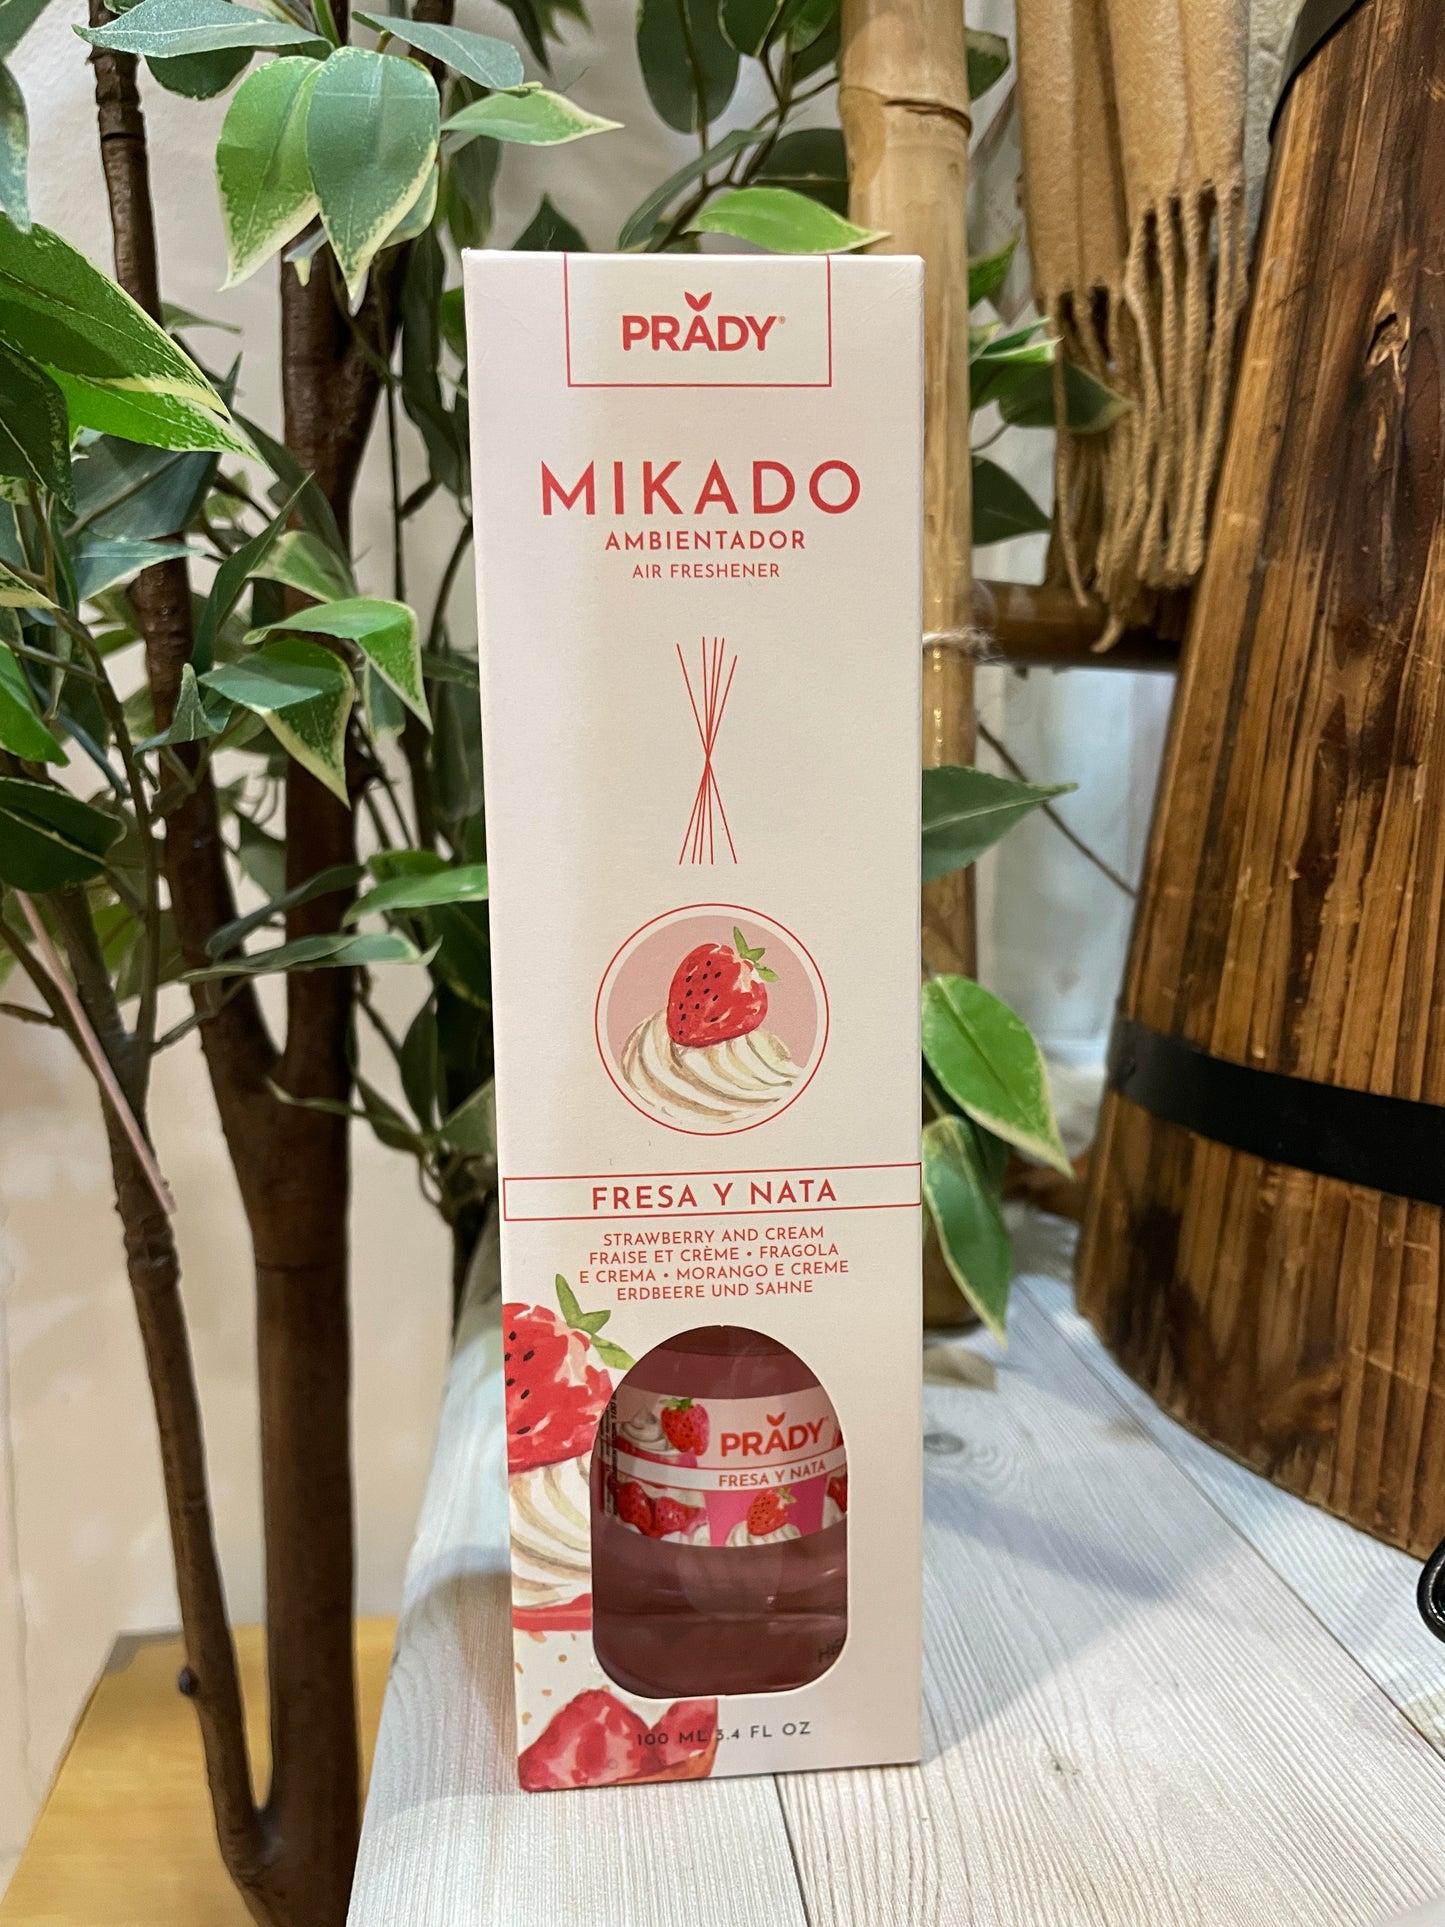 PRADY®
MIKADO
AMBIENTADOR
AIR FRESHENER
FRESA Y NATA
STRAWBERRY AND CREAM
FRAISE ET CRÈME • FRAGOLA
E CREMA • MORANGO E CREME
ERDBEERE UND SAHNE
PRADY
FRESA Y NATA
100 ML 3.4 FL OZ